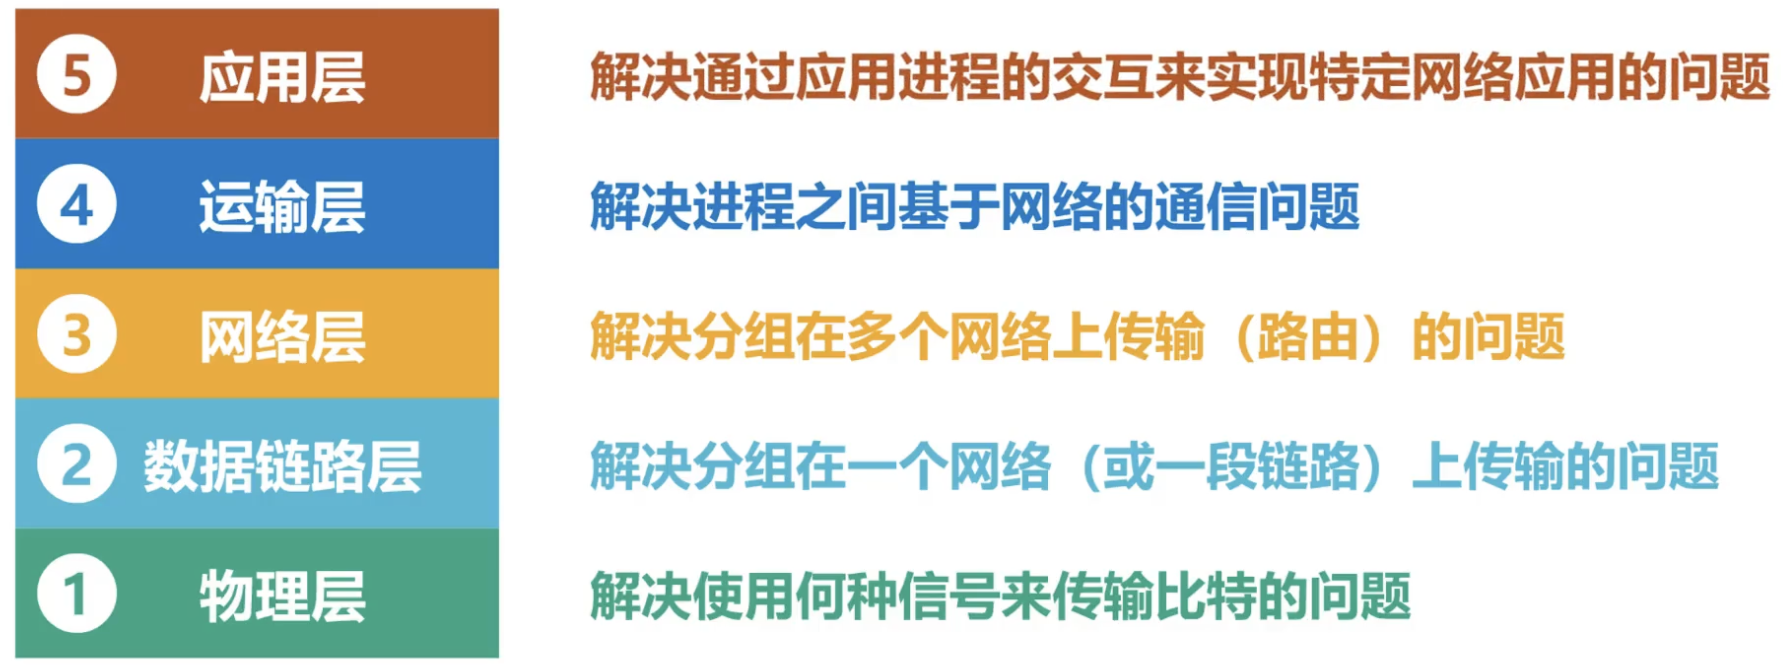 5 应用层 解决通过应用进程的交互来实现特定网络应用的问题
4 运输层 解决进程之间基于网络的通信问题
3 网络层 解决分组在多个网络上传输（路由）的问题
2 数据链路层 解决分组在一个网络（或一段链路）上传输的问题
1 物理层 解决使用何种信号来传输比特的问题